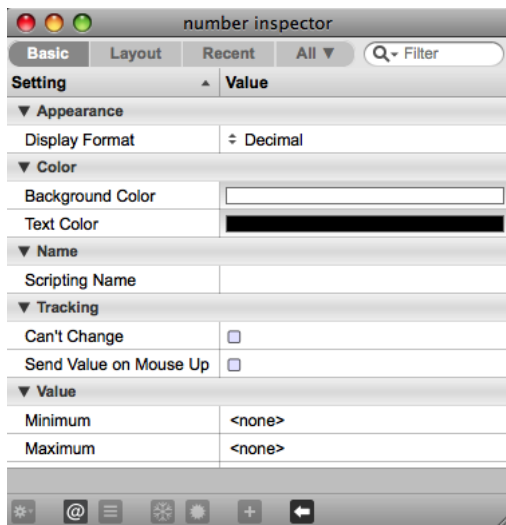 number inspector
Basic Layout Recent All ▼ Filter
Setting Value
▼ Appearance
Display Format Decimal
▼ Color
Background Color
Text Color
▼ Name
Scripting Name
▼ Tracking
Can't Change
Send Value on Mouse Up
▼ Value
Minimum <none>
Maximum <none>
@